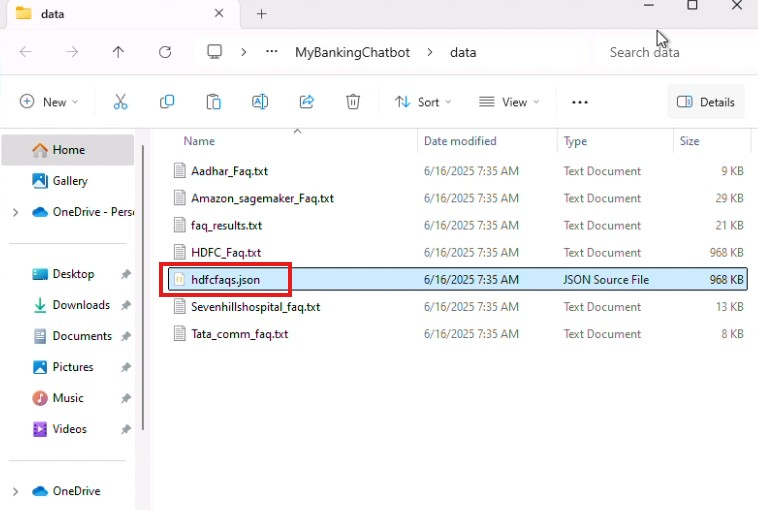 data
MyBankingChatbot
data
Search data
New
Sort
View
Details
Name
Date modified
Type
Size
Home
Gallery
OneDrive - Perso
Desktop
Downloads
Documents
Pictures
Music
Videos
OneDrive
Aadhar_Faq.txt 6/16/2025 7:35 AM Text Document 9 KB
Amazon_sagemaker_Faq.txt 6/16/2025 7:35 AM Text Document 29 KB
faq_results.txt 6/16/2025 7:35 AM Text Document 21 KB
HDFC_Faq.txt 6/16/2025 7:35 AM Text Document 968 KB
hdfcfaqs.json 6/16/2025 7:35 AM JSON Source File 968 KB
Sevenhillshospital_faq.txt 6/16/2025 7:35 AM Text Document 13 KB
Tata_comm_faq.txt 6/16/2025 7:35 AM Text Document 8 KB